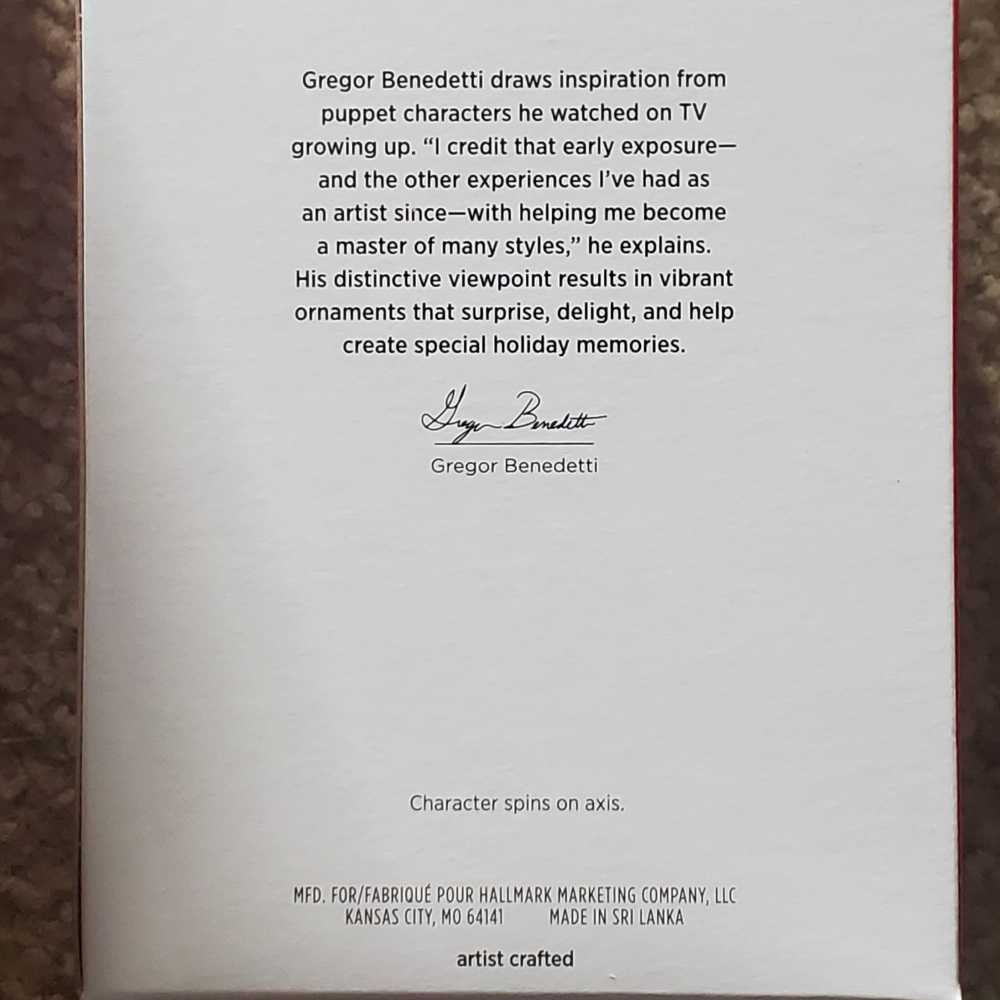 Gregor Benedetti draws inspiration from
puppet characters he watched on TV
growing up. “I credit that early exposure—
and the other experiences I’ve had as
an artist since—with helping me become
a master of many styles,” he explains.
His distinctive viewpoint results in vibrant
ornaments that surprise, delight, and help
create special holiday memories.
Gregor Benedetti
Gregor Benedetti
Character spins on axis.
MFD. FOR/FABRIQUÉ POUR HALLMARK MARKETING COMPANY, LLC
KANSAS CITY, MO 64141 MADE IN SRI LANKA
artist crafted